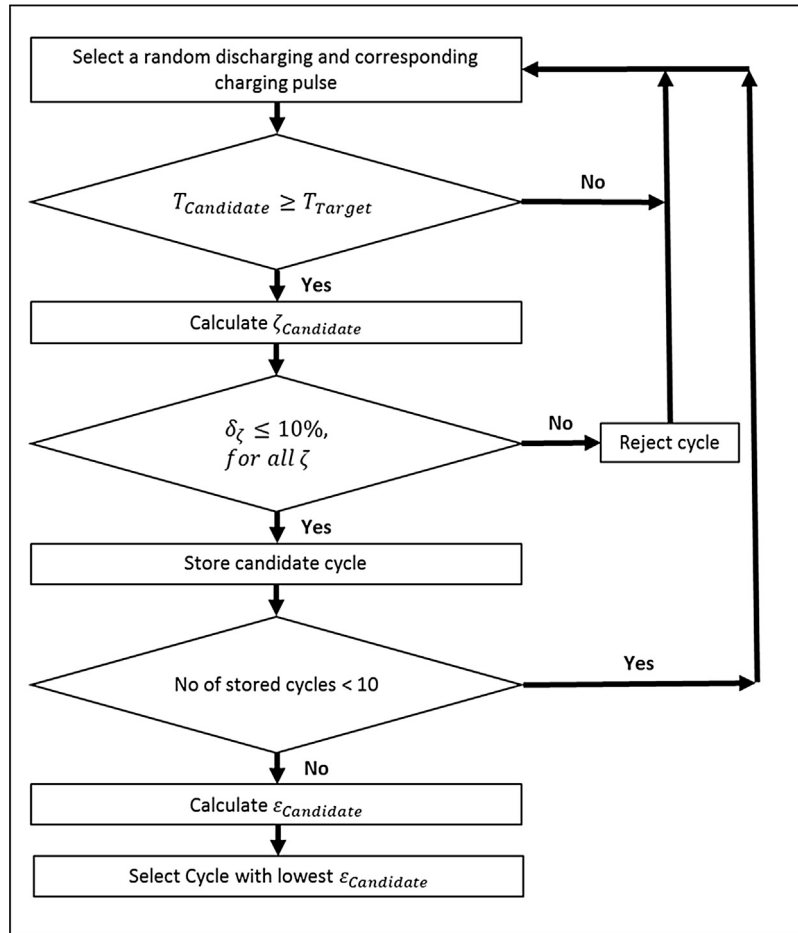 Select a random discharging and corresponding
charging pulse
T_Candidate ≥ T_Target
No
Yes
Calculate ζ_Candidate
δ_ζ ≤ 10%,
for all ζ
No
Reject cycle
Yes
Store candidate cycle
No of stored cycles < 10
Yes
No
Calculate ε_Candidate
Select Cycle with lowest ε_Candidate